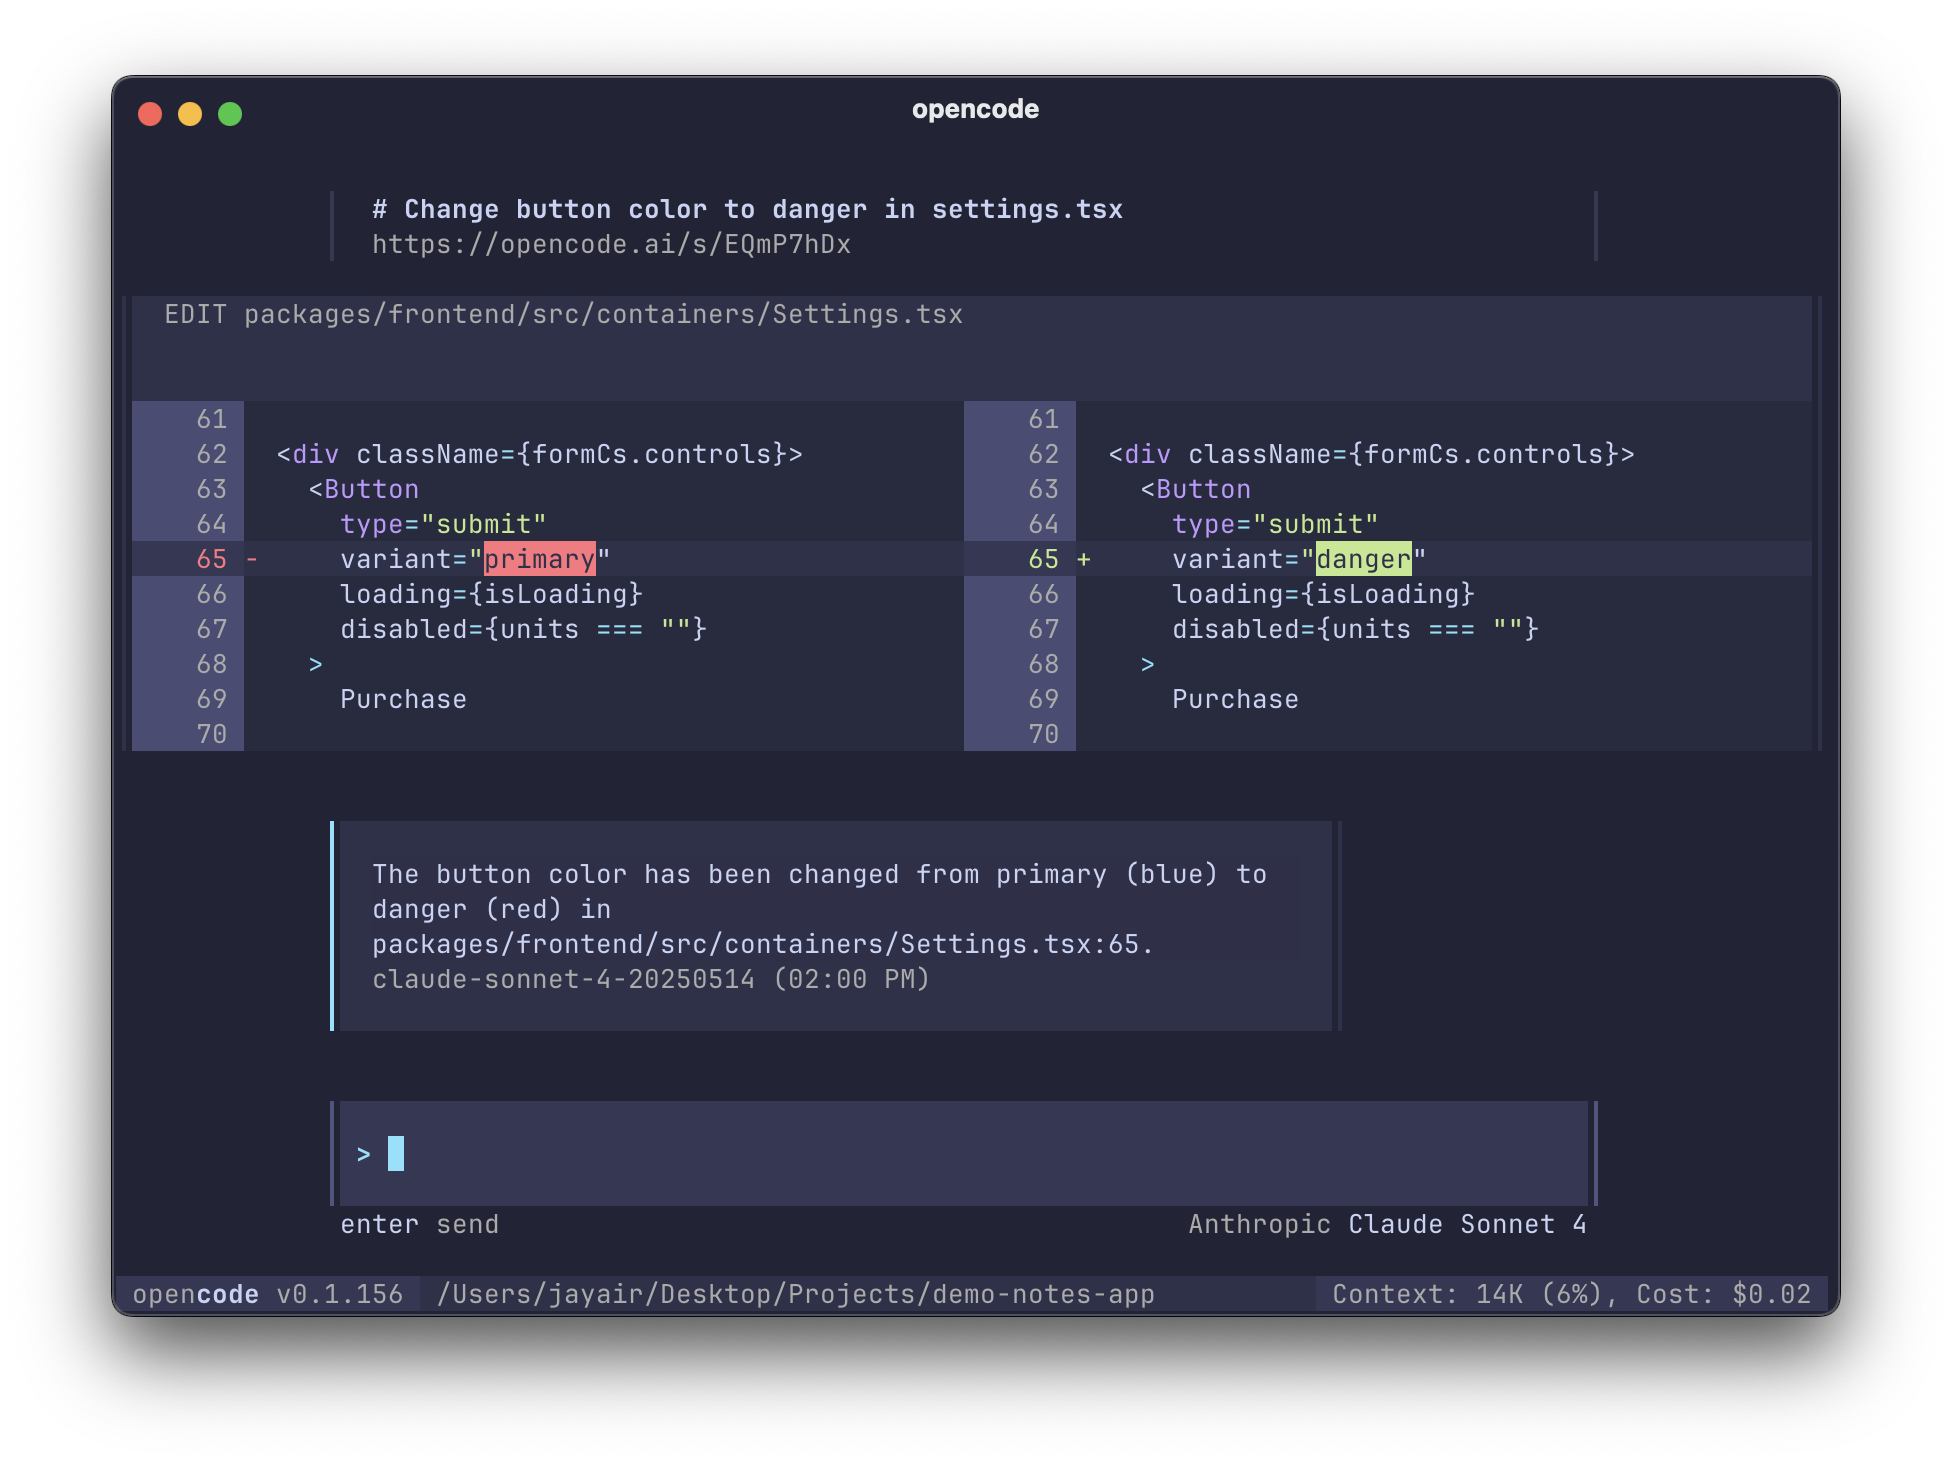 opencode
# Change button color to danger in settings.tsx
https://opencode.ai/s/EQmP7hDx
EDIT packages/frontend/src/containers/Settings.tsx
61
62 <div className={formCs.controls}>
63 <Button
64 type="submit"
65 - variant="primary"
66 loading={isLoading}
67 disabled={units === ""}
68 >
69 Purchase
70
61
62 <div className={formCs.controls}>
63 <Button
64 type="submit"
65 + variant="danger"
66 loading={isLoading}
67 disabled={units === ""}
68 >
69 Purchase
70
The button color has been changed from primary (blue) to
danger (red) in
packages/frontend/src/containers/Settings.tsx:65.
claude-sonnet-4-20250514 (02:00 PM)
>
enter send
Anthropic Claude Sonnet 4
opencode v0.1.156 /Users/jayair/Desktop/Projects/demo-notes-app Context: 14K (6%), Cost: $0.02